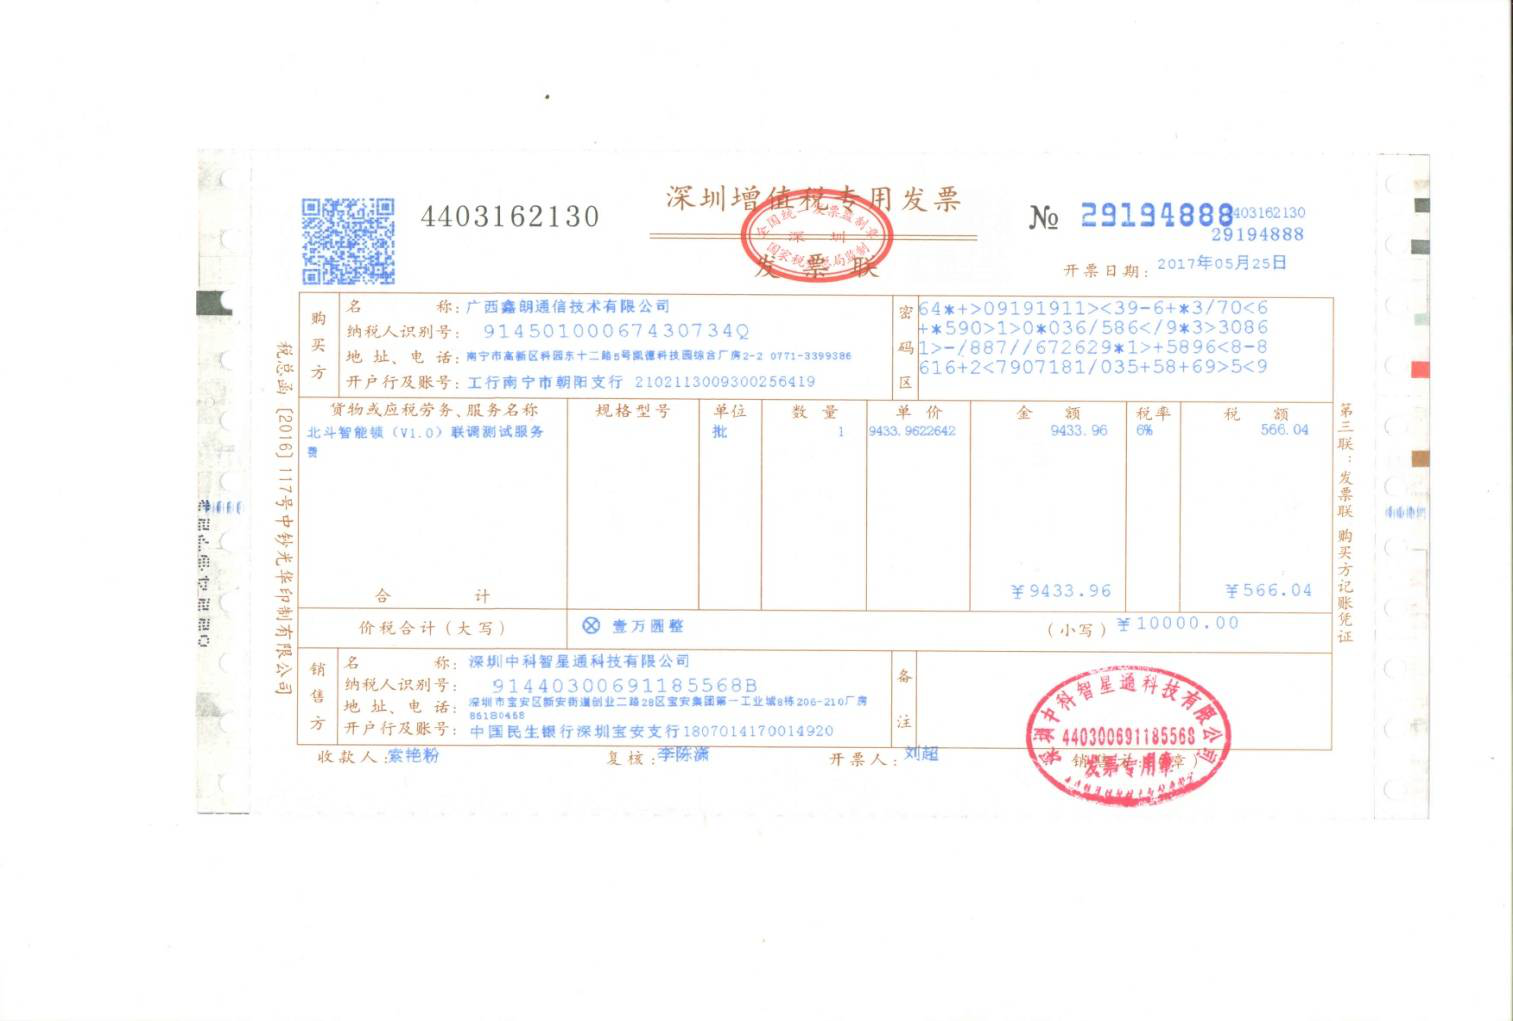 深圳增值税专用发票
4403162130
全国统一发票监制章
深圳
国家税务总局监制
发票联
№ 29194888
4403162130
29194888
开票日期: 2017年05月25日
购买方
名 称: 广西鑫朗通信技术有限公司
纳税人识别号: 91450100067430734Q
地 址、电 话: 南宁市高新区科园东十二路5号凯德科技园综合厂房2-2 0771-3399386
开户行及账号: 工行南宁市朝阳支行 2102113009300256419
密码区
64*+>09191911><39-6+*3/70<6
+*590>1>0*036/586</9*3>3086
1>-/887//672629*1>+5896<8-8
616+2<7907181/035+58+69>5<9
货物或应税劳务、服务名称 规格型号 单位 数 量 单 价 金 额 税率 税 额
北斗智能锁（V1.0）联调测试服务 批 1 9433.9622642 9433.96 6% 566.04
费
合 计 ¥9433.96 ¥566.04
价税合计（大写） ⊗ 壹万圆整 （小写）¥10000.00
销售方
名 称: 深圳中科智星通科技有限公司
纳税人识别号: 91440300691185568B
地 址、电 话: 深圳市宝安区新安街道创业二路28区宝安集团第一工业城8栋206-210厂房
86180468
开户行及账号: 中国民生银行深圳宝安支行1807014170014920
备注
收款人: 索艳粉 复核: 李陈潇 开票人: 刘超 销售方:（章）
深圳中科智星通科技有限公司
440300691185568
发票专用章
税总函〔2016〕117号中钞光华印制有限公司
第三联：发票联 购买方记账凭证